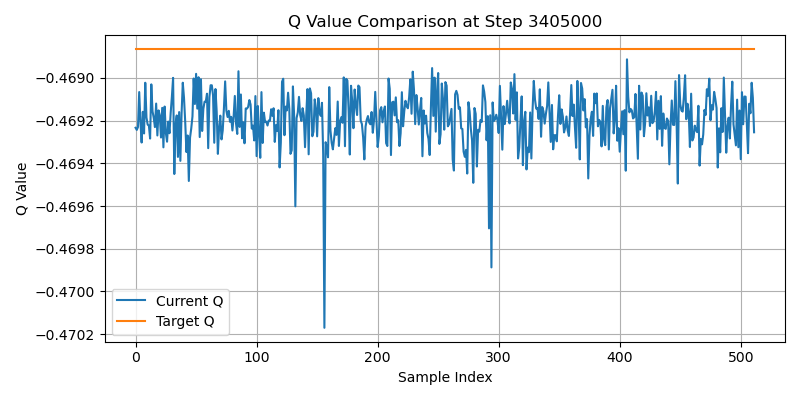 Q Value Comparison at Step 3405000
Q Value
−0.4690
−0.4692
−0.4694
−0.4696
−0.4698
−0.4700
−0.4702
Current Q
Target Q
0
100
200
300
400
500
Sample Index